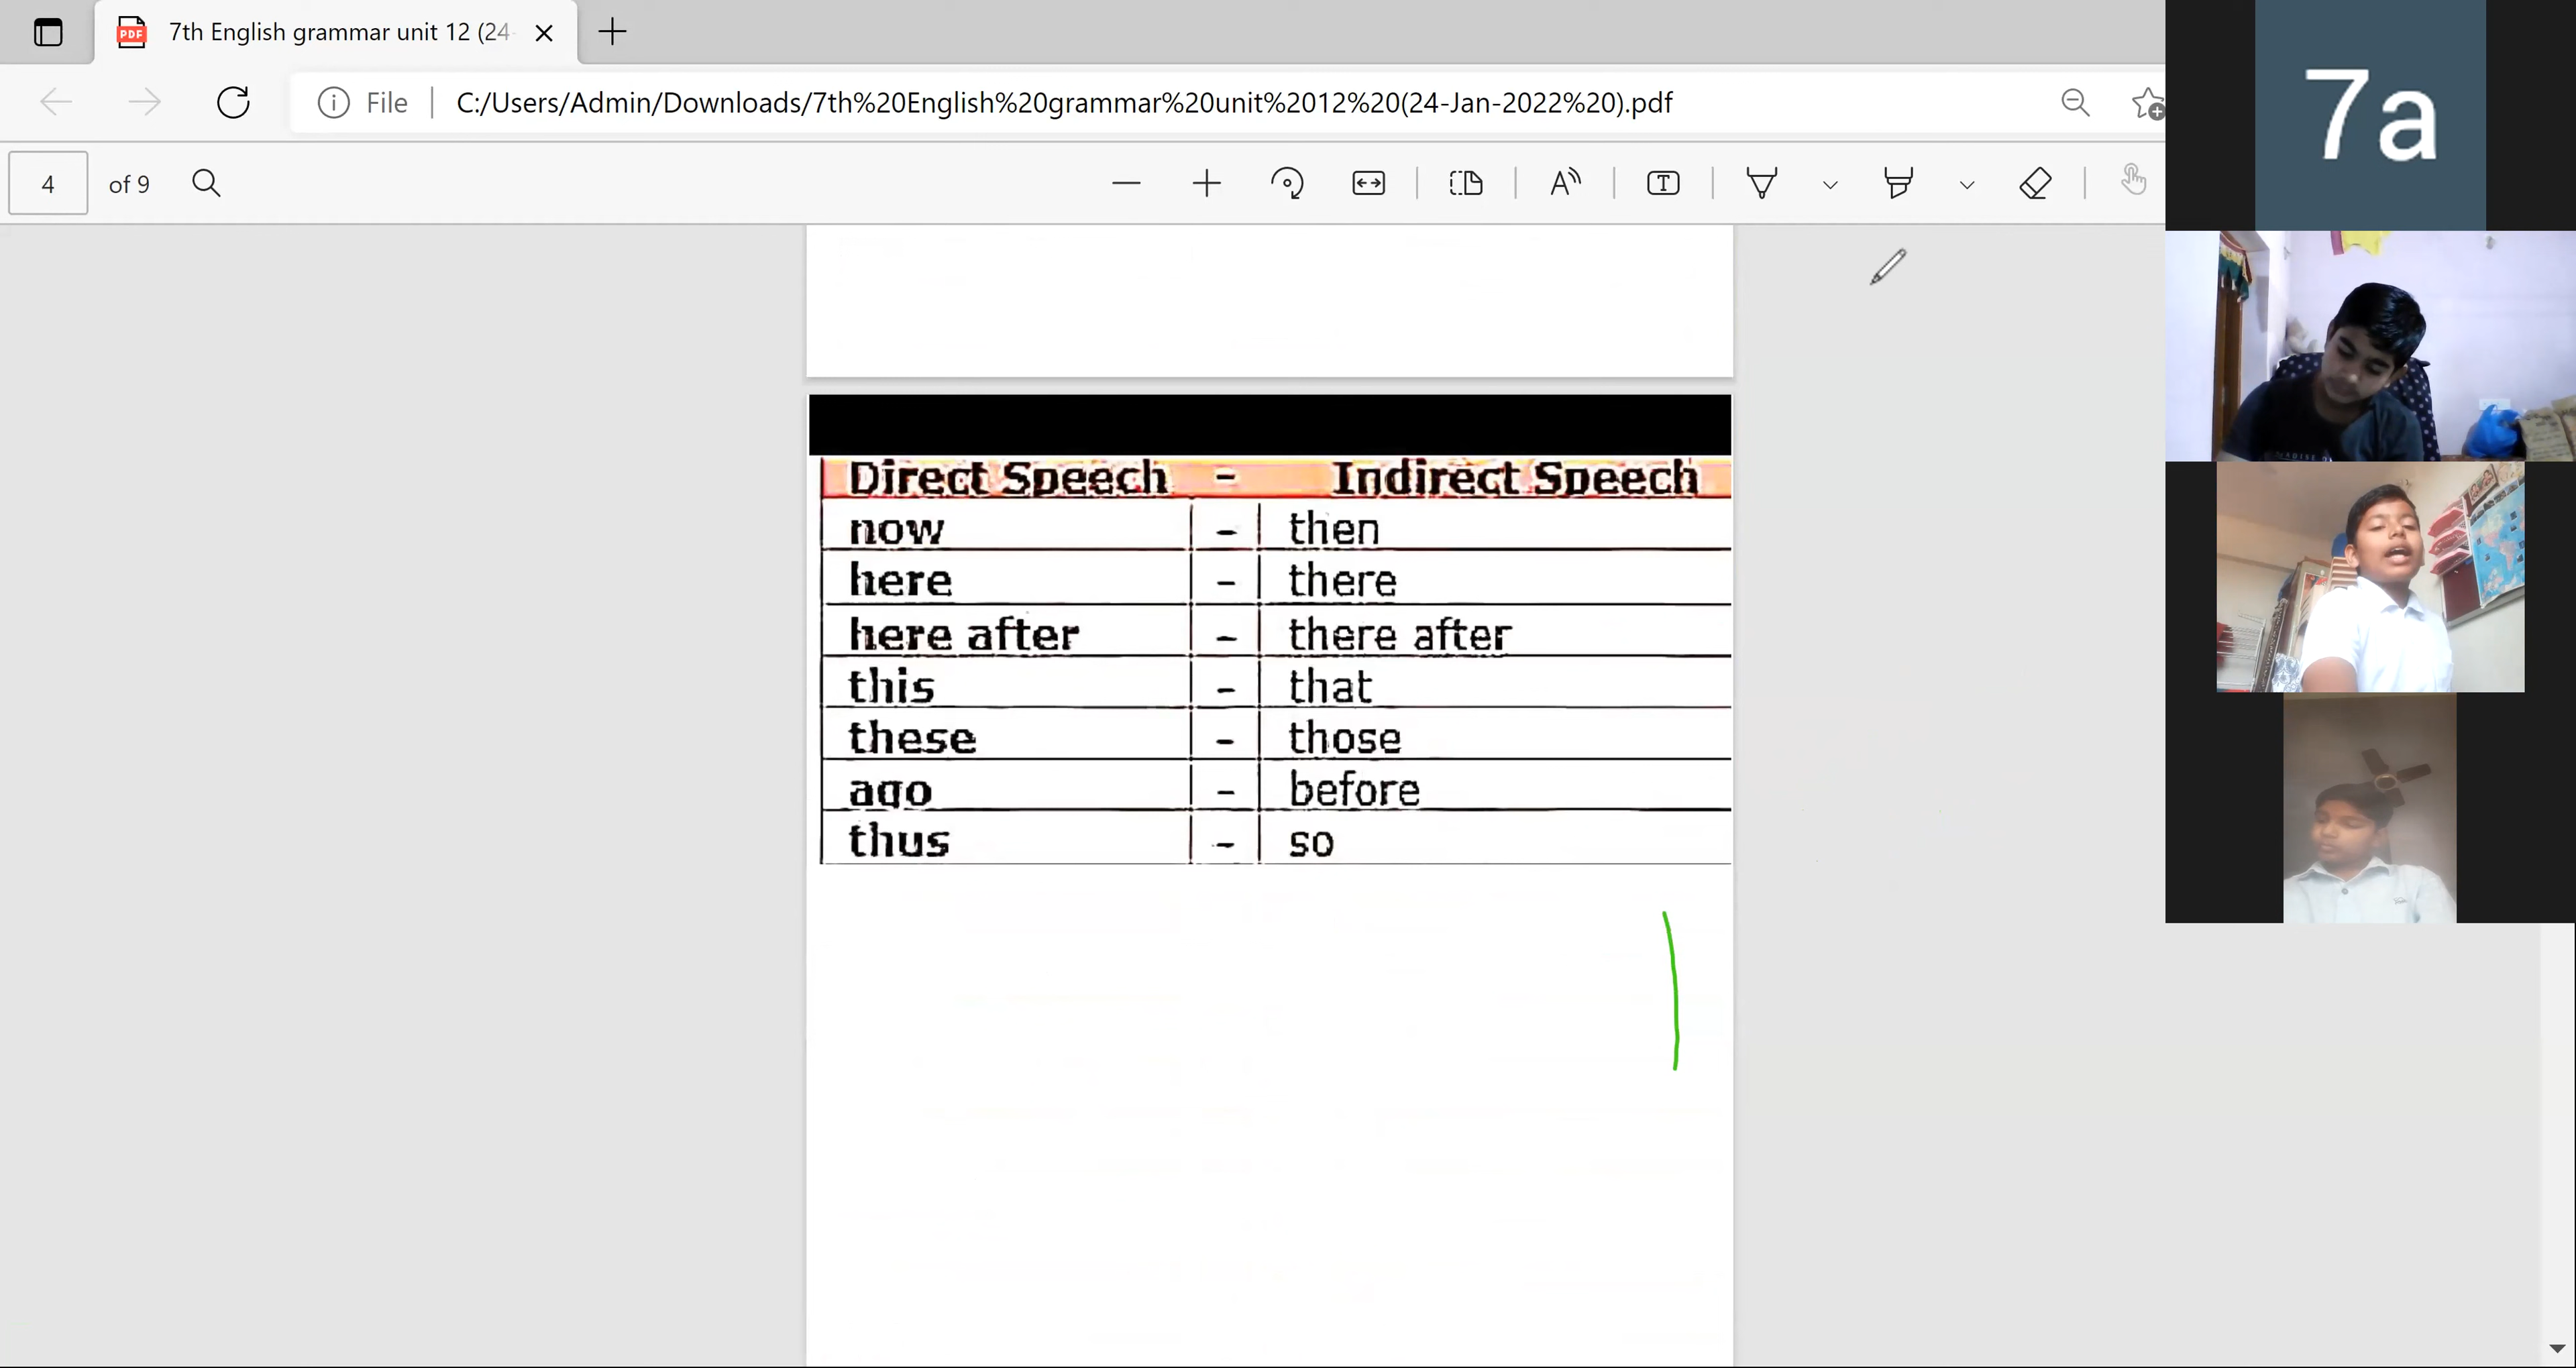 7th English grammar unit 12 (24-
File
C:/Users/Admin/Downloads/7th%20English%20grammar%20unit%2012%20(24-Jan-2022%20).pdf
4 of 9
7a
Direct Speech - Indirect Speech
now - then
here - there
here after - there after
this - that
these - those
ago - before
thus - so